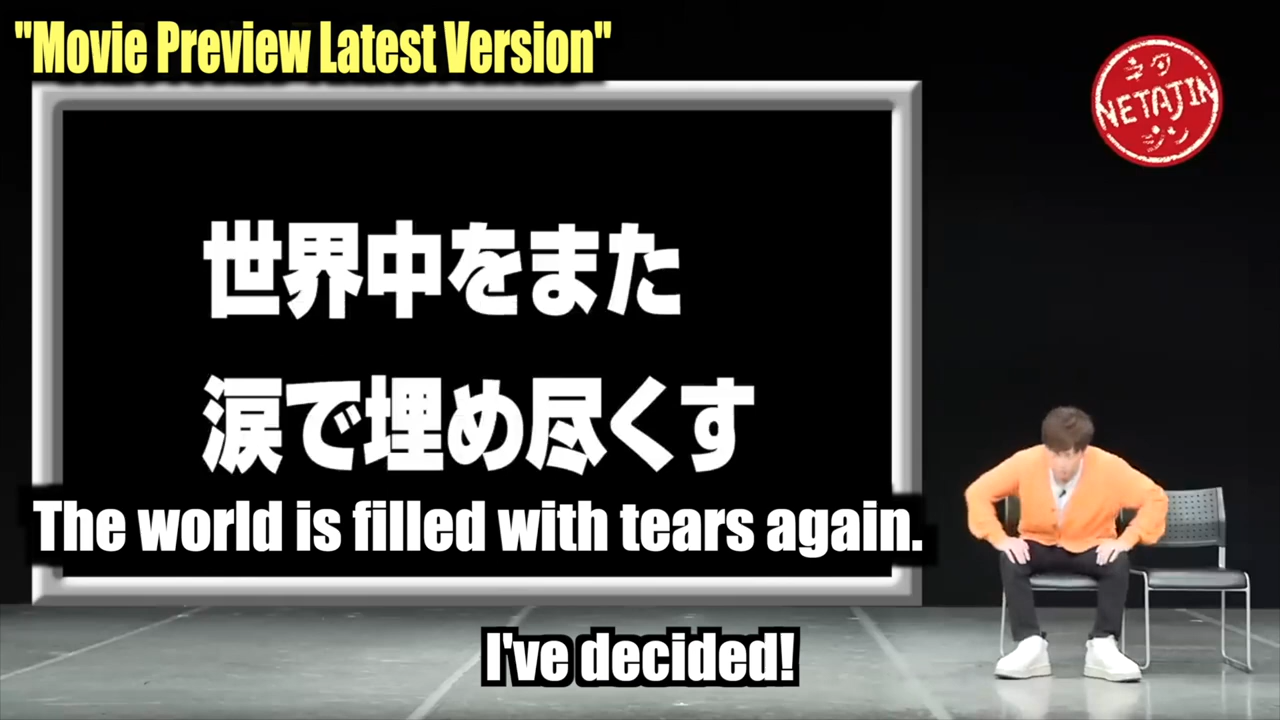 "Movie Preview Latest Version"
ネタ
NETAJIN
ジン
世界中をまた
涙で埋め尽くす
The world is filled with tears again.
I've decided!